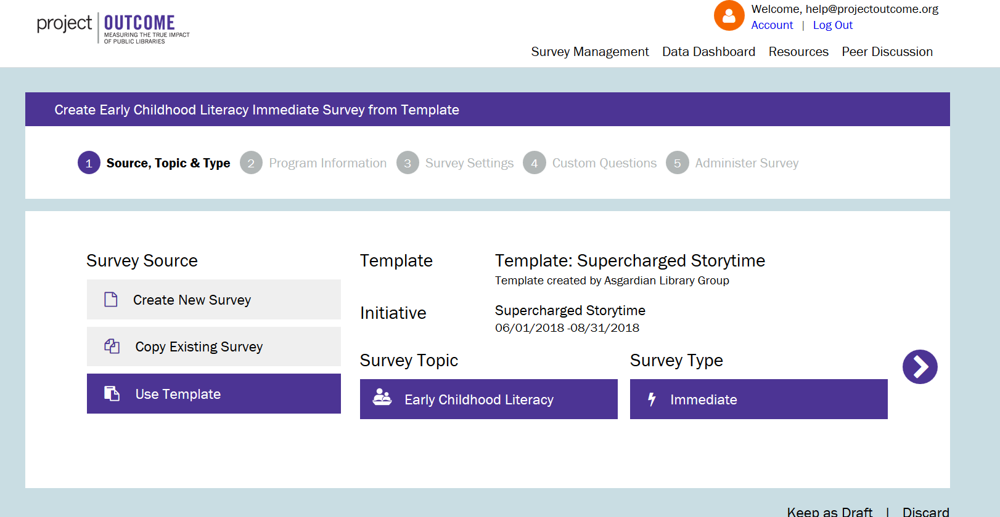 project OUTCOME
MEASURING THE TRUE IMPACT
OF PUBLIC LIBRARIES
Welcome, help@projectoutcome.org
Account | Log Out
Survey Management Data Dashboard Resources Peer Discussion
Create Early Childhood Literacy Immediate Survey from Template
1 Source, Topic & Type 2 Program Information 3 Survey Settings 4 Custom Questions 5 Administer Survey
Survey Source
Create New Survey
Copy Existing Survey
Use Template
Template
Template: Supercharged Storytime
Template created by Asgardian Library Group
Initiative
Supercharged Storytime
06/01/2018 -08/31/2018
Survey Topic
Early Childhood Literacy
Survey Type
Immediate
Keep as Draft | Discard